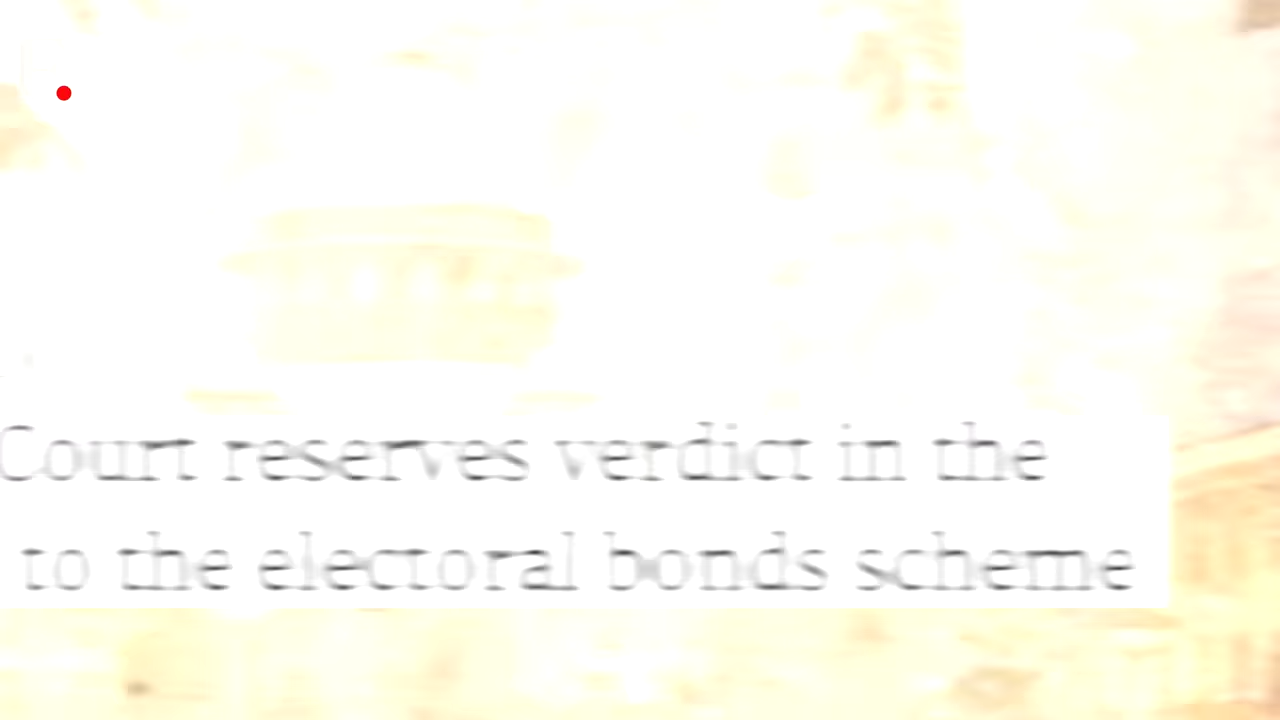 Court reserves verdict in the
to the electoral bonds scheme